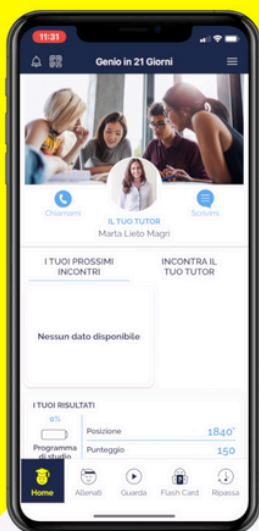 11:31
Genio in 21 Giorni
Chiamami
Scrivimi
IL TUO TUTOR
Marta Lieto Magri
I TUOI PROSSIMI
INCONTRI
INCONTRA IL
TUO TUTOR
Nessun dato disponibile
I TUOI RISULTATI
0%
Programma
di studio
Posizione
1840°
Punteggio
150
Home
Allenati
Guarda
Flash Card
Ripassa